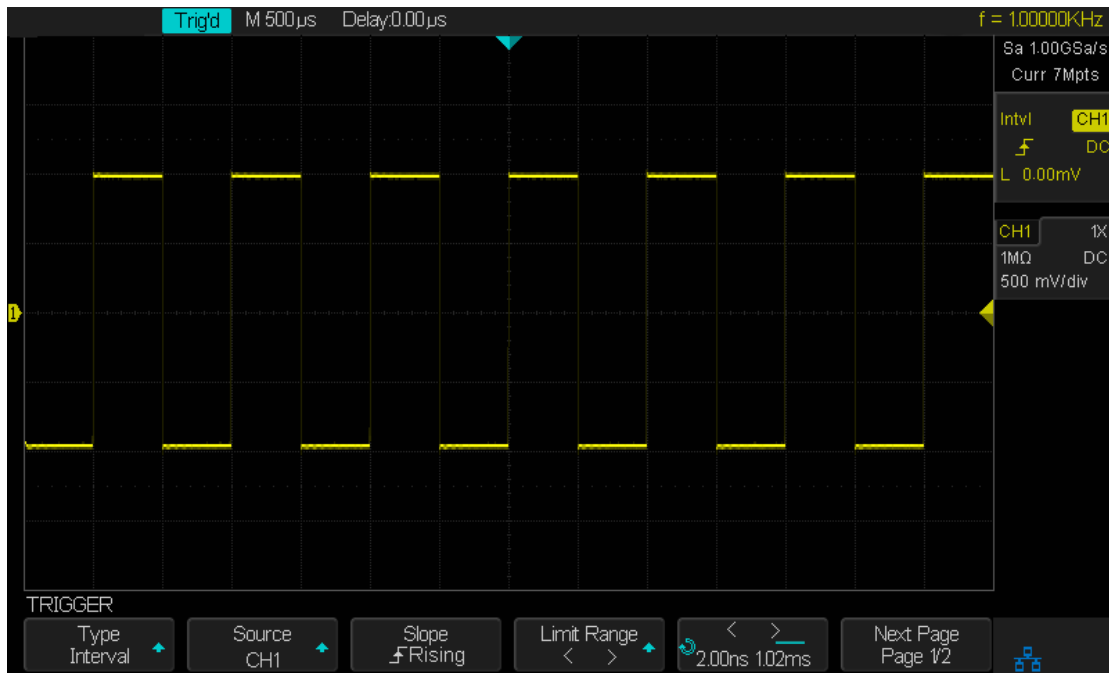 Trig'd M 500µs Delay:0.00µs f = 1.00000KHz
Sa 1.00GSa/s
Curr 7Mpts
Intvl CH1
DC
L 0.00mV
CH1 1X
1MΩ DC
500 mV/div
1
TRIGGER
Type
Interval
Source
CH1
Slope
Rising
Limit Range
< >
< >
2.00ns 1.02ms
Next Page
Page 1/2